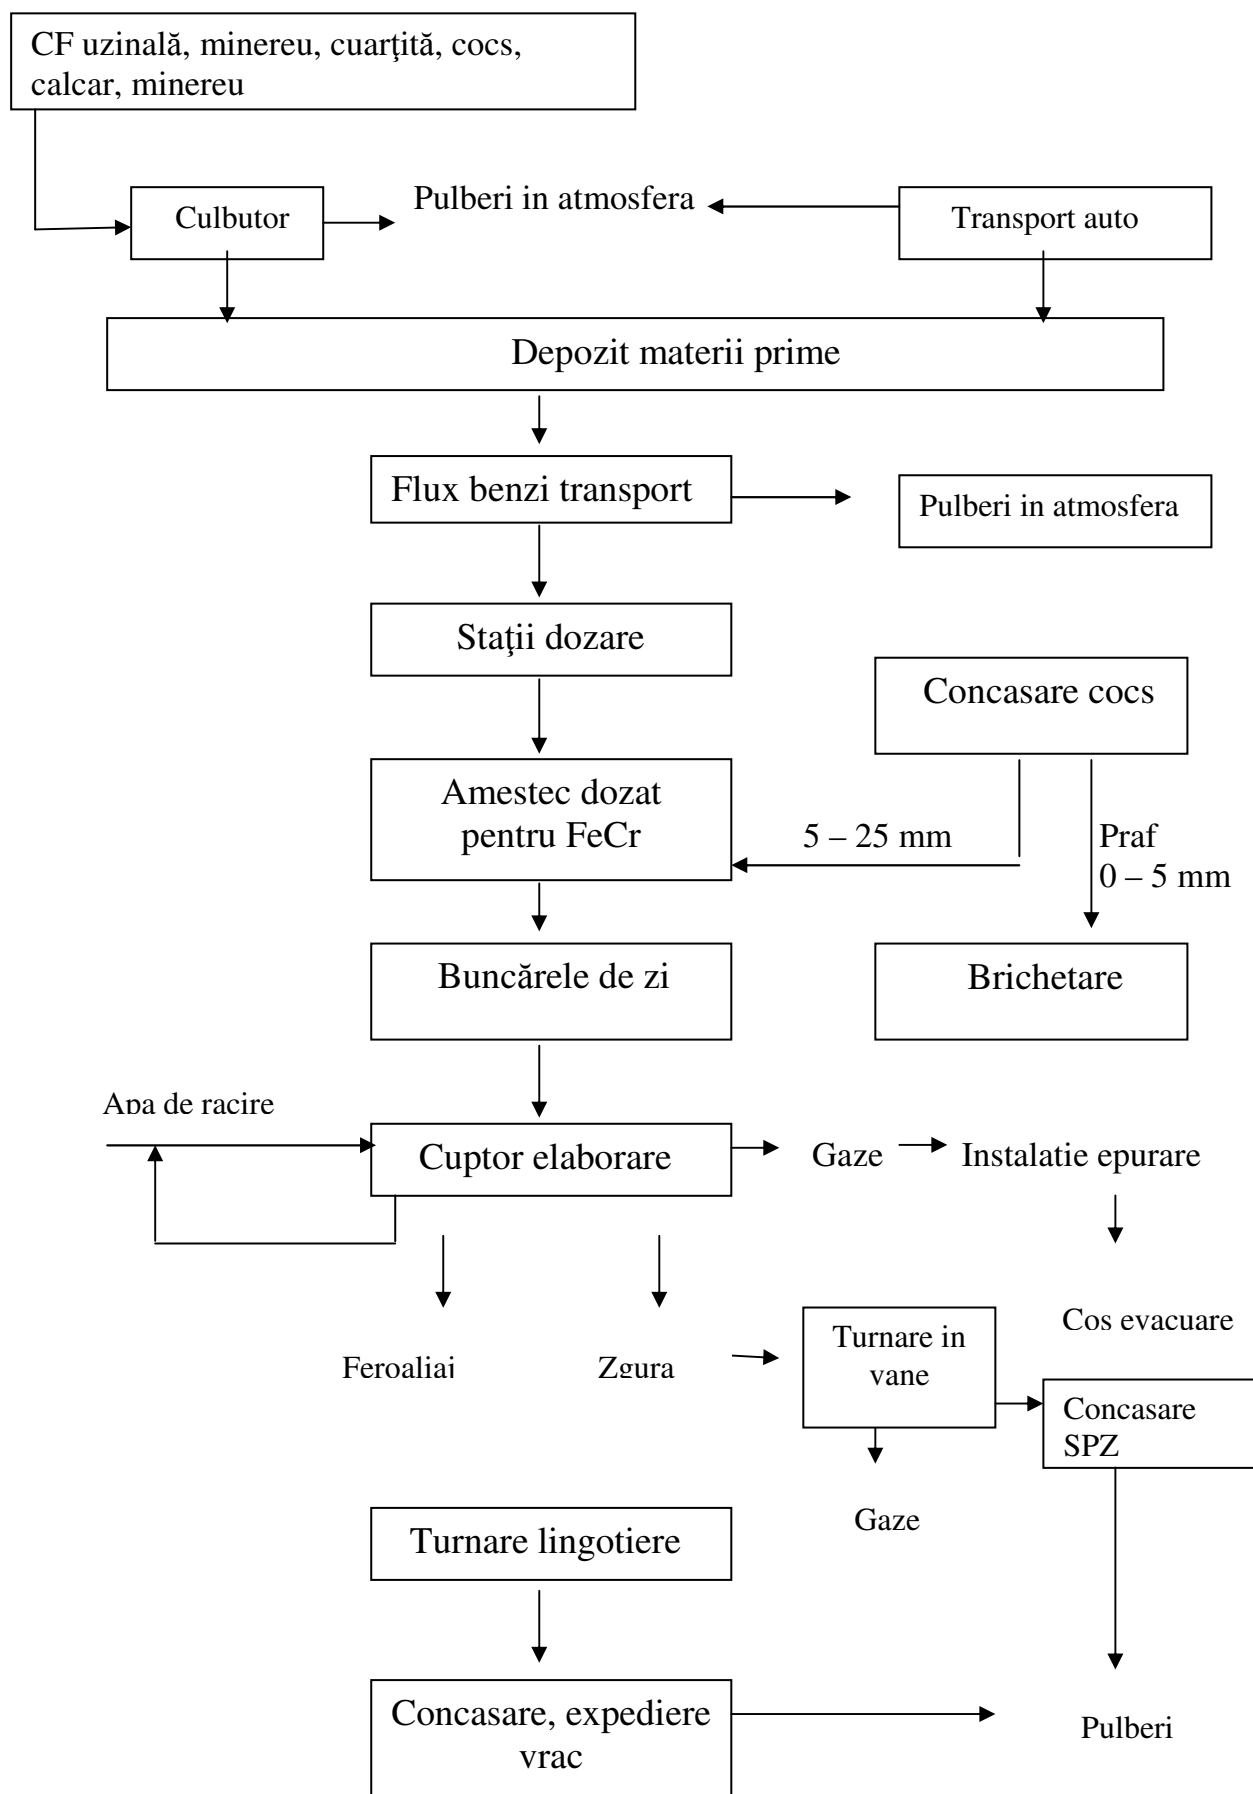 CF uzinală, minereu, cuarţită, cocs,
calcar, minereu
Culbutor
Pulberi in atmosfera
Transport auto
Depozit materii prime
Flux benzi transport
Pulberi in atmosfera
Staţii dozare
Concasare cocs
Amestec dozat
pentru FeCr
5 – 25 mm
Praf
0 – 5 mm
Buncărele de zi
Brichetare
Apa de racire
Cuptor elaborare
Gaze
Instalatie epurare
Cos evacuare
Turnare in
vane
Feroaliaj
Zgura
Concasare
SPZ
Gaze
Turnare lingotiere
Concasare, expediere
vrac
Pulberi